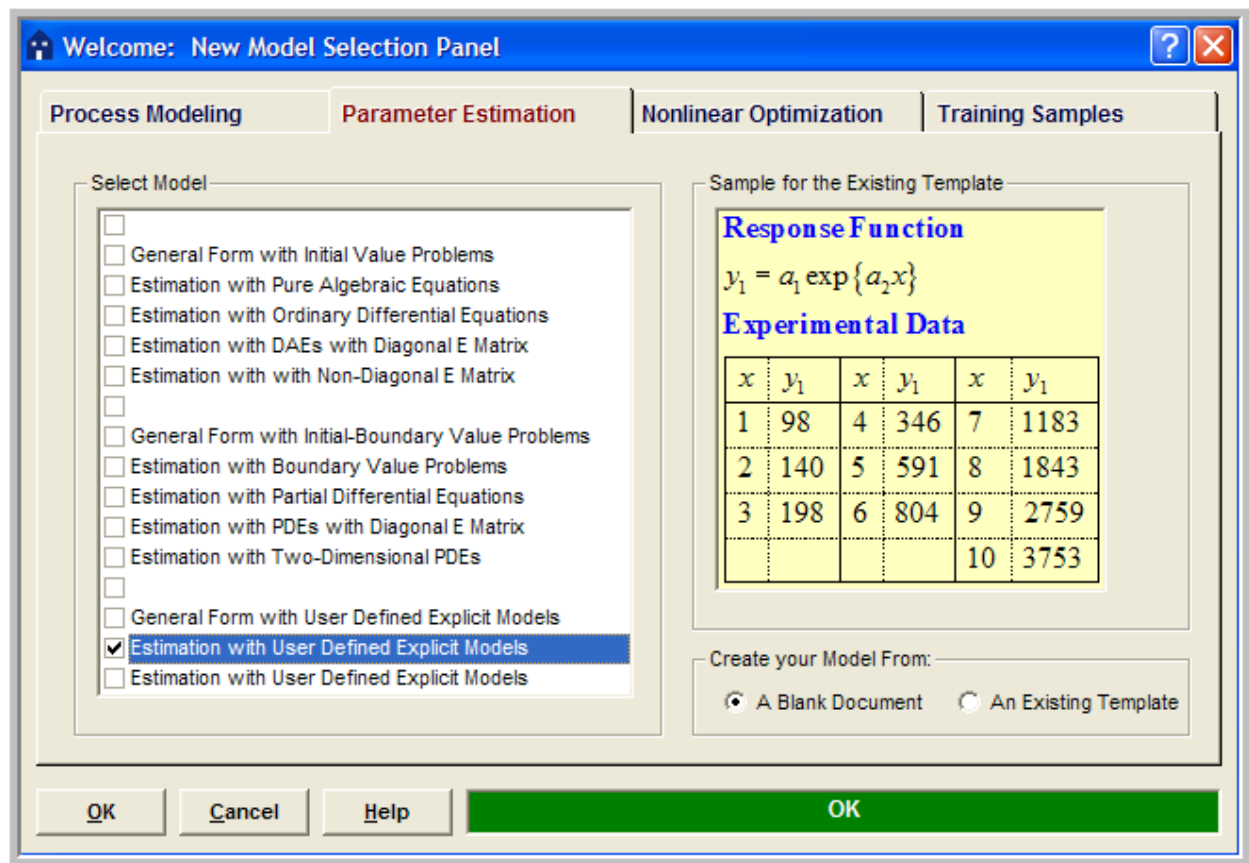 Welcome: New Model Selection Panel
?
Process Modeling Parameter Estimation Nonlinear Optimization Training Samples
Select Model
General Form with Initial Value Problems
Estimation with Pure Algebraic Equations
Estimation with Ordinary Differential Equations
Estimation with DAEs with Diagonal E Matrix
Estimation with with Non-Diagonal E Matrix
General Form with Initial-Boundary Value Problems
Estimation with Boundary Value Problems
Estimation with Partial Differential Equations
Estimation with PDEs with Diagonal E Matrix
Estimation with Two-Dimensional PDEs
General Form with User Defined Explicit Models
Estimation with User Defined Explicit Models
Estimation with User Defined Explicit Models
Sample for the Existing Template
Response Function
y₁ = a₁ exp{a₂x}
Experimental Data
x y₁ x y₁ x y₁
1 98 4 346 7 1183
2 140 5 591 8 1843
3 198 6 804 9 2759
10 3753
Create your Model From:
A Blank Document An Existing Template
OK Cancel Help OK